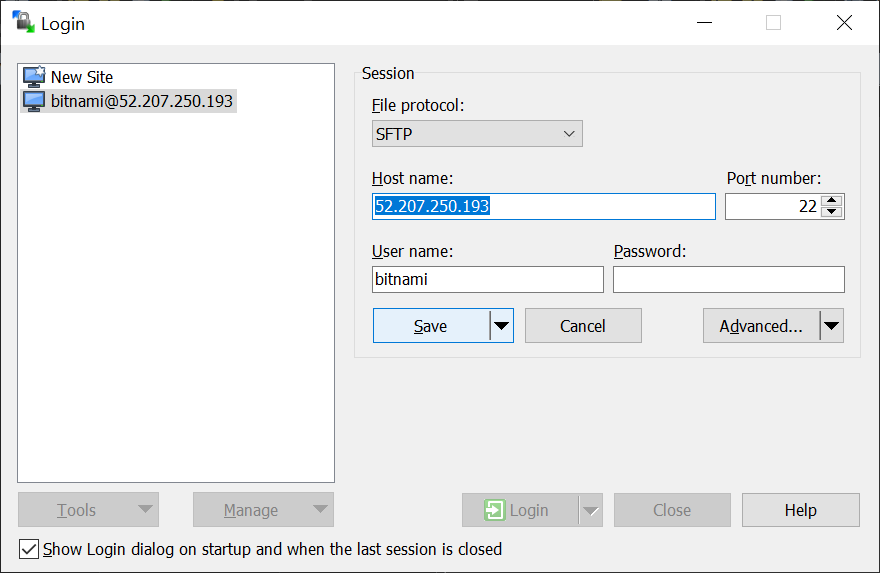 Login
New Site
bitnami@52.207.250.193
Session
File protocol:
SFTP
Host name:
Port number:
52.207.250.193
22
User name:
Password:
bitnami
Save
Cancel
Advanced...
Tools
Manage
Login
Close
Help
Show Login dialog on startup and when the last session is closed